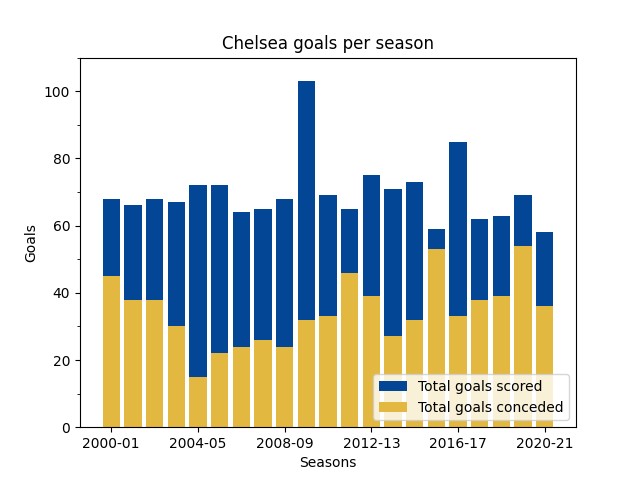 Chelsea goals per season
Goals
100
80
60
40
20
0
Total goals scored
Total goals conceded
2000-01 2004-05 2008-09 2012-13 2016-17 2020-21
Seasons